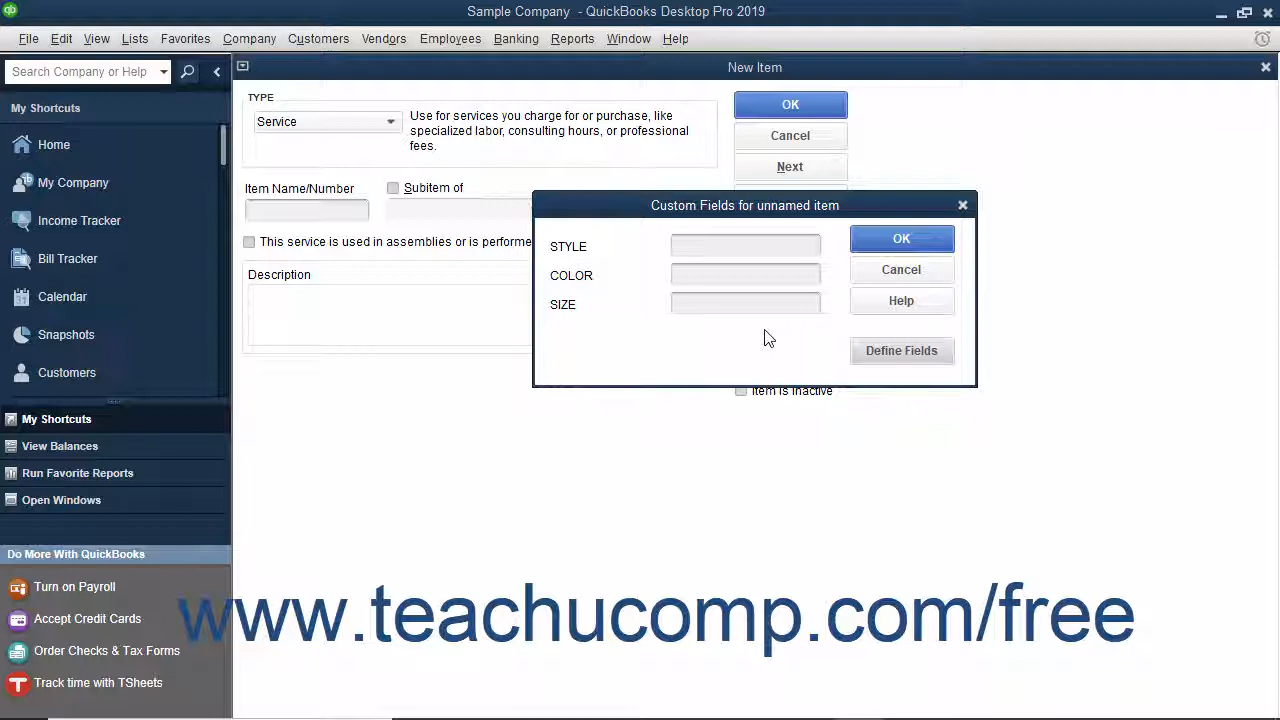 Sample Company - QuickBooks Desktop Pro 2019
File Edit View Lists Favorites Company Customers Vendors Employees Banking Reports Window Help
Search Company or Help
New Item
My Shortcuts
Home
My Company
Income Tracker
Bill Tracker
Calendar
Snapshots
Customers
My Shortcuts
View Balances
Run Favorite Reports
Open Windows
Do More With QuickBooks
Turn on Payroll
Accept Credit Cards
Order Checks & Tax Forms
Track time with TSheets
TYPE
Service
Use for services you charge for or purchase, like
specialized labor, consulting hours, or professional
fees.
OK
Cancel
Next
Item Name/Number
Subitem of
This service is used in assemblies or is performe
Description
Item is inactive
Custom Fields for unnamed item
STYLE
COLOR
SIZE
OK
Cancel
Help
Define Fields
www.teachucomp.com/free